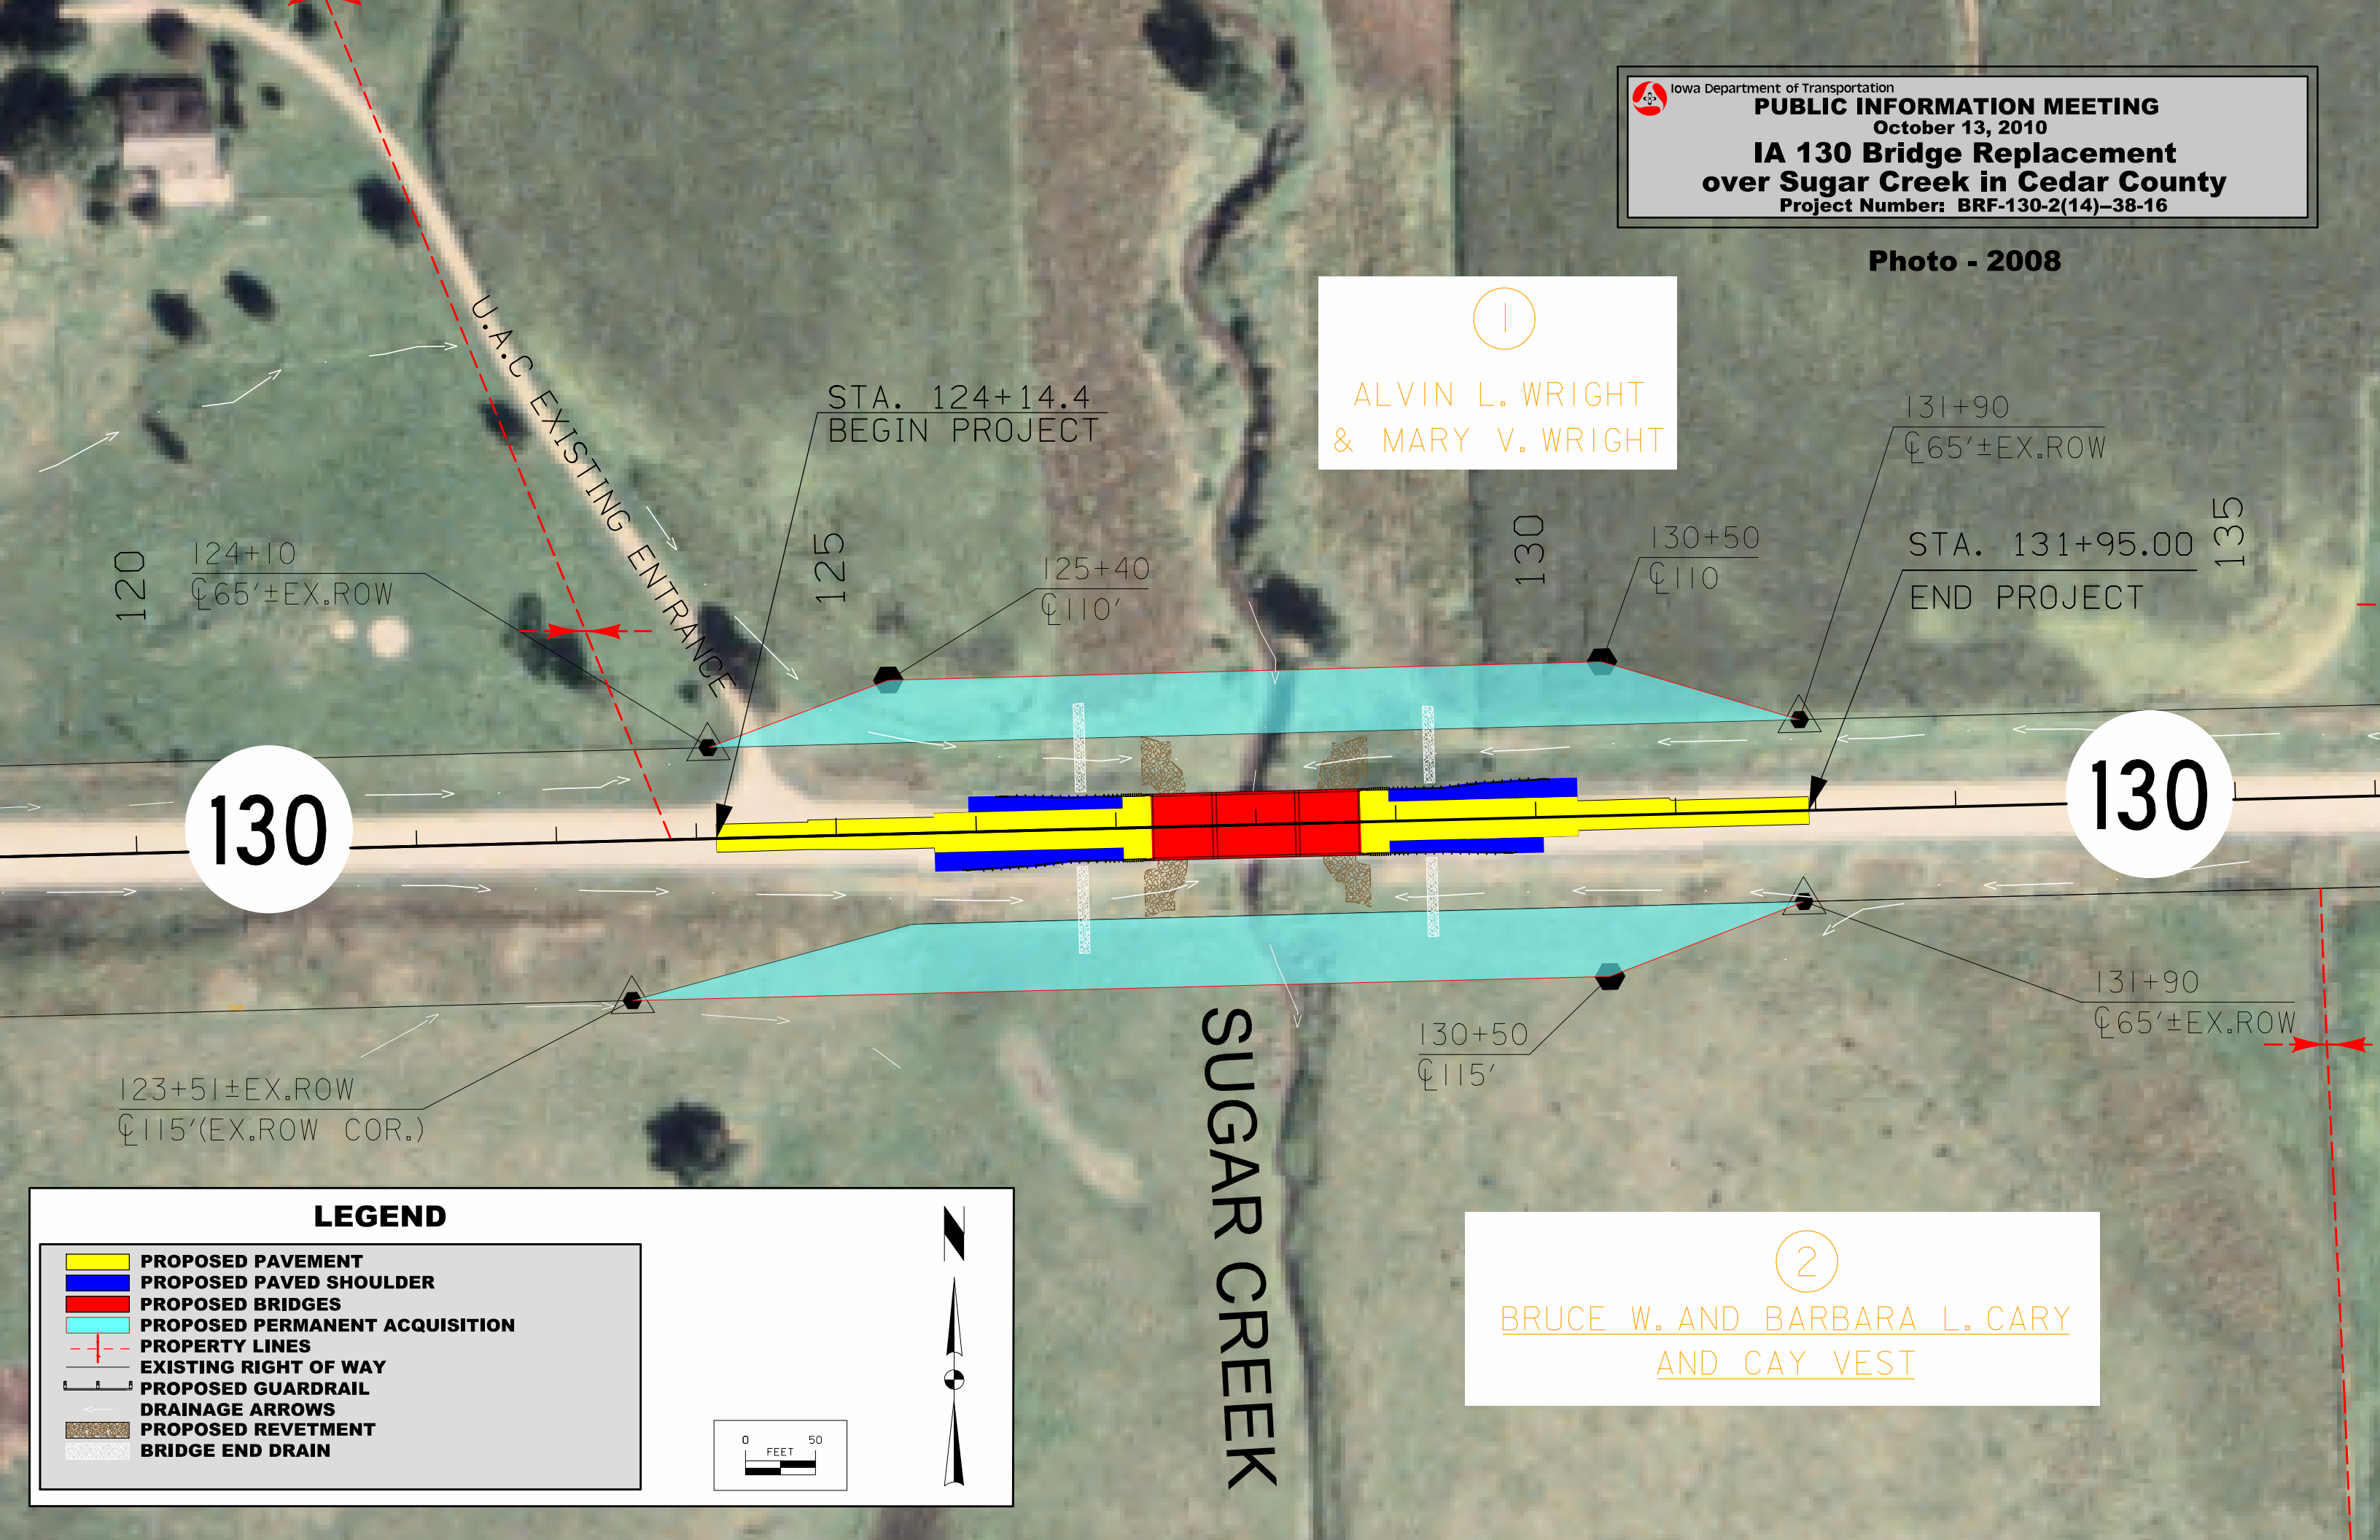 Iowa Department of Transportation
PUBLIC INFORMATION MEETING
October 13, 2010
IA 130 Bridge Replacement
over Sugar Creek in Cedar County
Project Number:  BRF-130-2(14)--38-16
Photo - 2008
1
ALVIN L. WRIGHT
& MARY V. WRIGHT
U.A.C EXISTING ENTRANCE
STA. 124+14.4
BEGIN PROJECT
131+90
℄65'±EX.ROW
120
124+10
℄65'±EX.ROW
125
125+40
℄110'
130
130+50
℄110
STA. 131+95.00
END PROJECT
135
130
130
123+51±EX.ROW
℄115'(EX.ROW COR.)
130+50
℄115'
131+90
℄65'±EX.ROW
SUGAR CREEK
2
BRUCE W. AND BARBARA L. CARY
AND CAY VEST
LEGEND
PROPOSED PAVEMENT
PROPOSED PAVED SHOULDER
PROPOSED BRIDGES
PROPOSED PERMANENT ACQUISITION
PROPERTY LINES
EXISTING RIGHT OF WAY
PROPOSED GUARDRAIL
DRAINAGE ARROWS
PROPOSED REVETMENT
BRIDGE END DRAIN
N
0 50
FEET